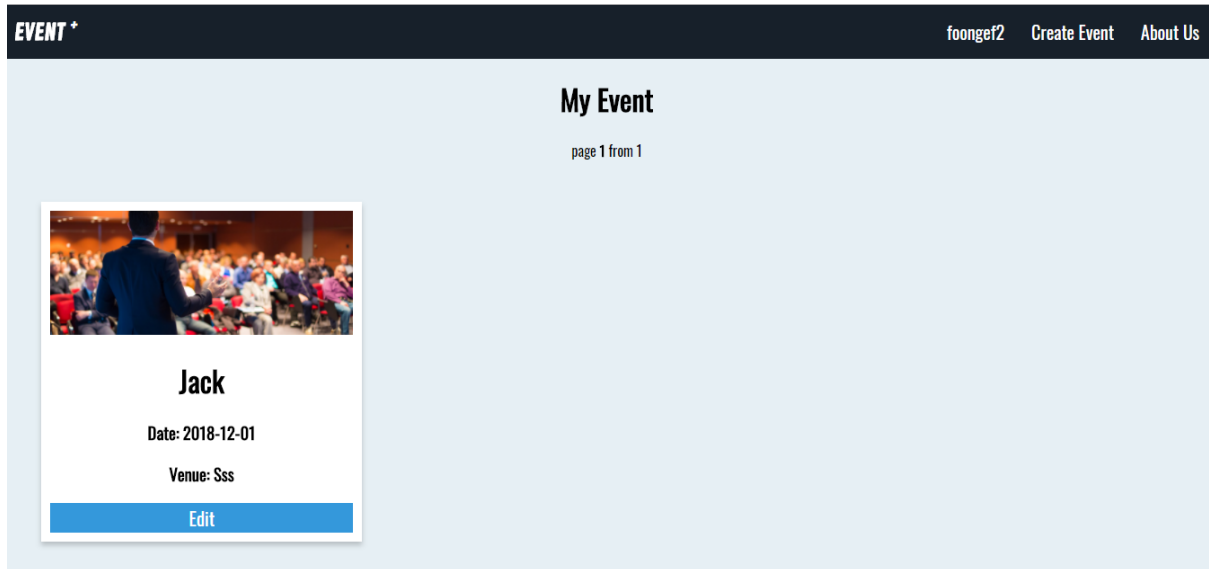 EVENT +
foongef2 Create Event About Us
My Event
page 1 from 1
Jack
Date: 2018-12-01
Venue: Sss
Edit